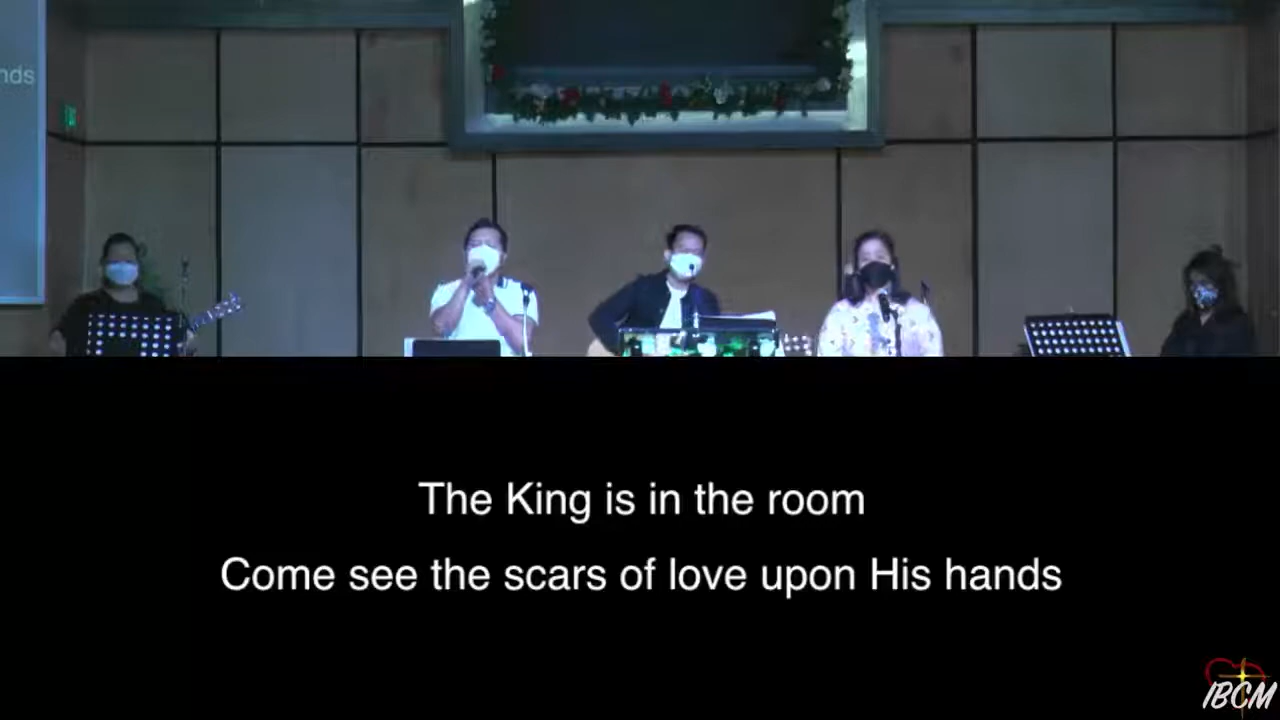 nds
The King is in the room
Come see the scars of love upon His hands
IBCM